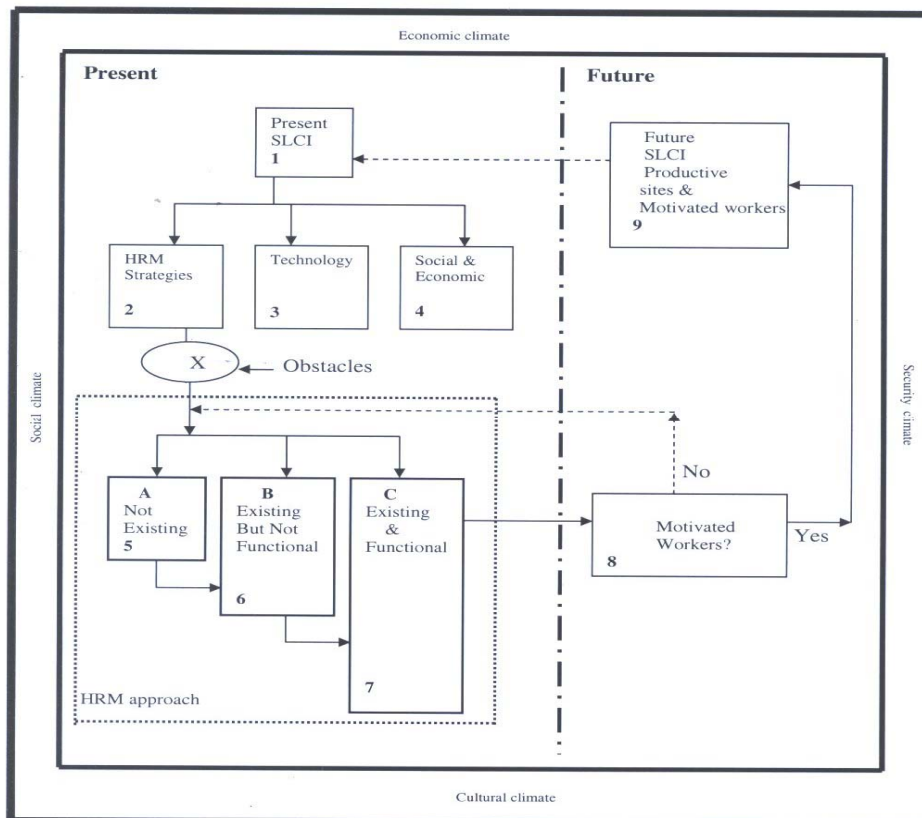 Economic climate
Present
Future
Present
SLCI
1
Future
SLCI
Productive
sites &
Motivated workers
9
HRM
Strategies
2
Technology
3
Social &
Economic
4
X
Obstacles
Social climate
Security cimate
A
Not
Existing
5
B
Existing
But Not
Functional
6
C
Existing
&
Functional
7
No
Motivated
Workers?
8
Yes
HRM approach
Cultural climate